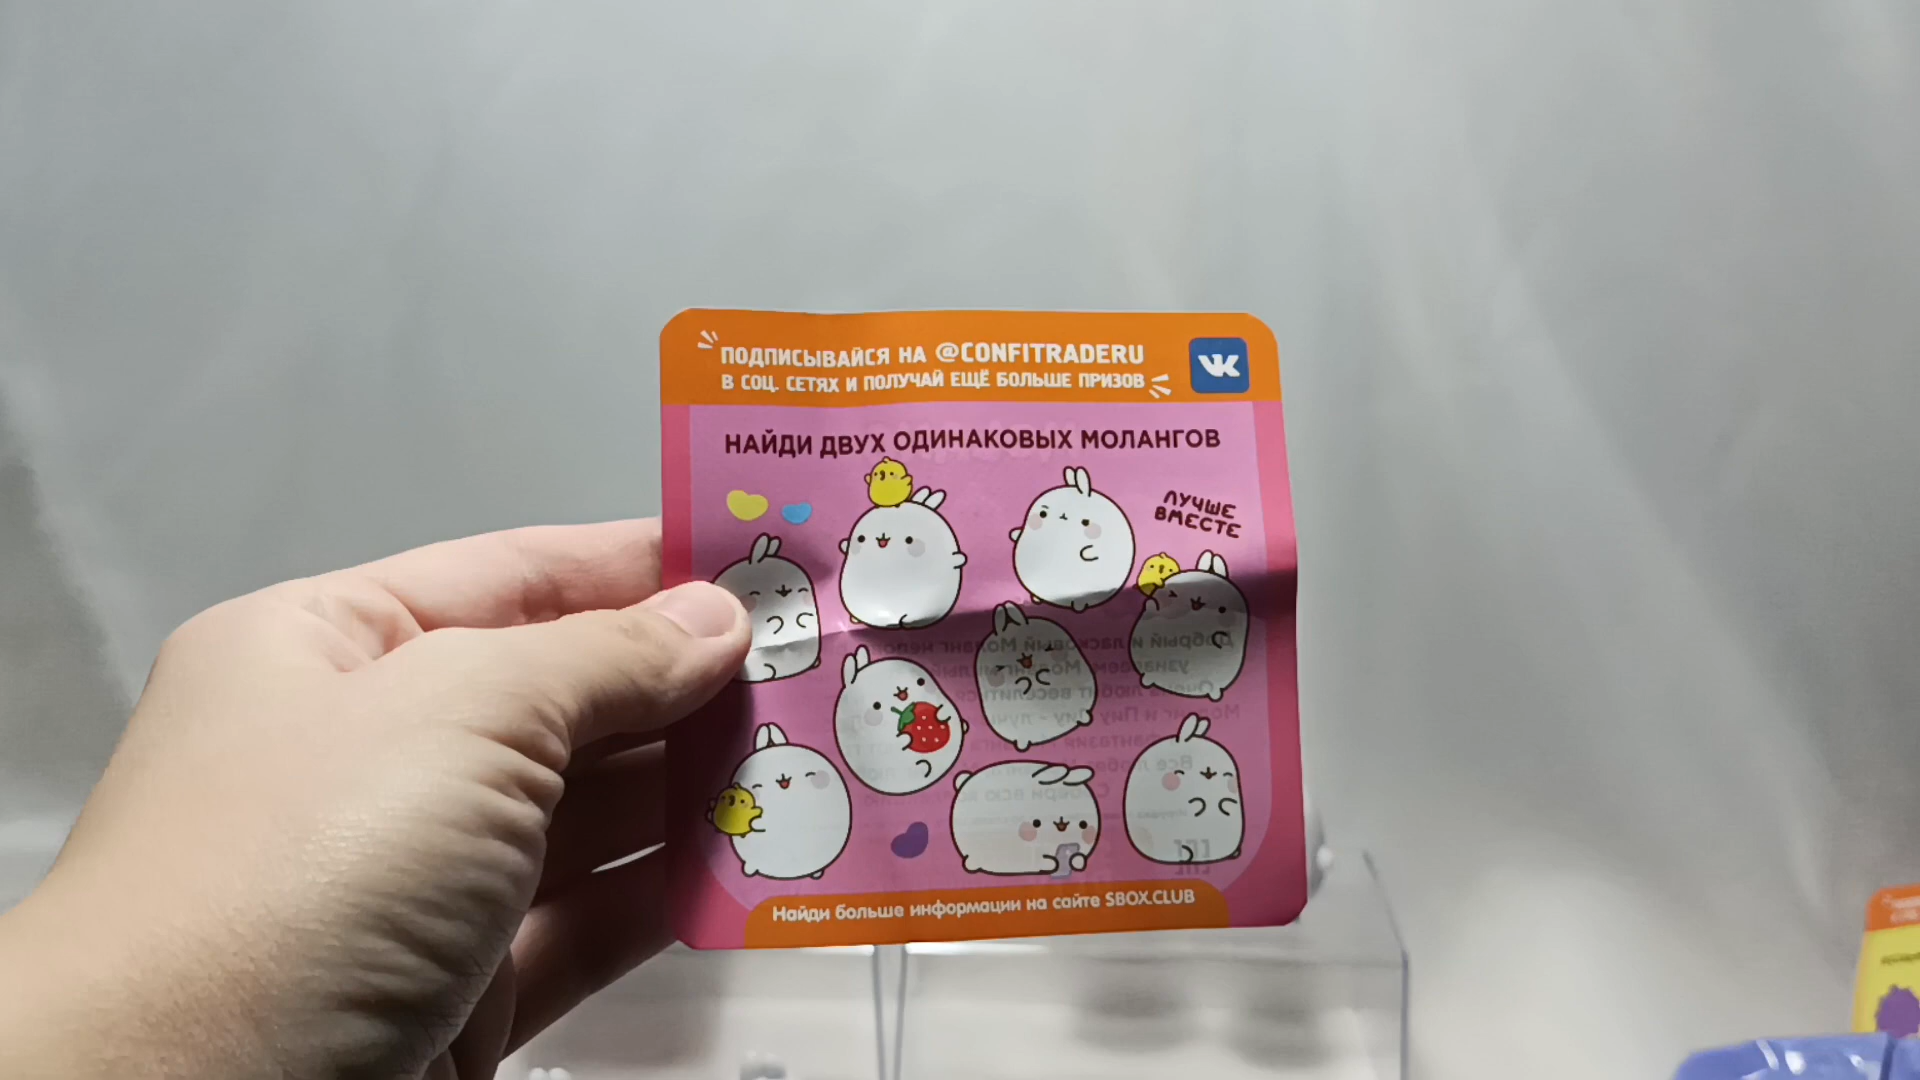 ПОДПИСЫВАЙСЯ НА @CONFITRADERU
В СОЦ. СЕТЯХ И ПОЛУЧАЙ ЕЩЁ БОЛЬШЕ ПРИЗОВ
НАЙДИ ДВУХ ОДИНАКОВЫХ МОЛАНГОВ
ЛУЧШЕ
ВМЕСТЕ
Найди больше информации на сайте SBOX.CLUB